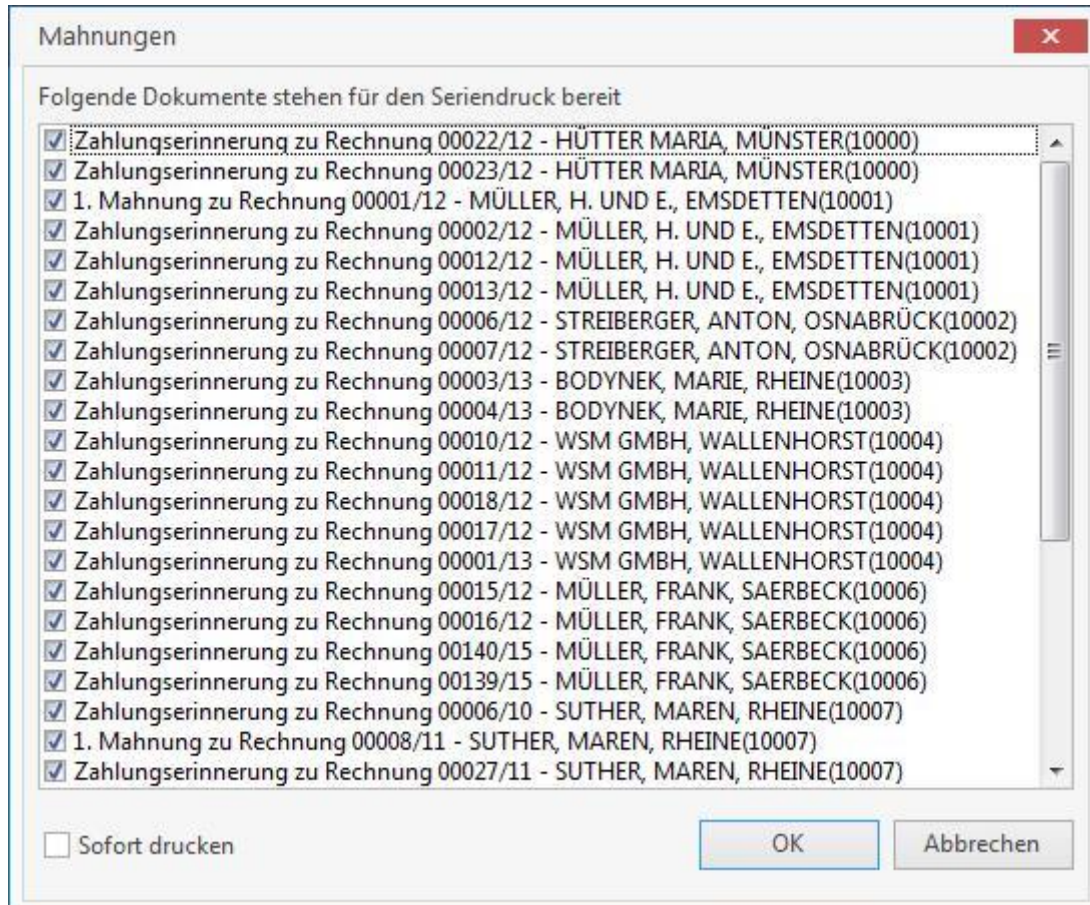 Mahnungen
Folgende Dokumente stehen für den Seriendruck bereit
Zahlungserinnerung zu Rechnung 00022/12 - HÜTTER MARIA, MÜNSTER(10000)
Zahlungserinnerung zu Rechnung 00023/12 - HÜTTER MARIA, MÜNSTER(10000)
1. Mahnung zu Rechnung 00001/12 - MÜLLER, H. UND E., EMSDETTEN(10001)
Zahlungserinnerung zu Rechnung 00002/12 - MÜLLER, H. UND E., EMSDETTEN(10001)
Zahlungserinnerung zu Rechnung 00012/12 - MÜLLER, H. UND E., EMSDETTEN(10001)
Zahlungserinnerung zu Rechnung 00013/12 - MÜLLER, H. UND E., EMSDETTEN(10001)
Zahlungserinnerung zu Rechnung 00006/12 - STREIBERGER, ANTON, OSNABRÜCK(10002)
Zahlungserinnerung zu Rechnung 00007/12 - STREIBERGER, ANTON, OSNABRÜCK(10002)
Zahlungserinnerung zu Rechnung 00003/13 - BODYNEK, MARIE, RHEINE(10003)
Zahlungserinnerung zu Rechnung 00004/13 - BODYNEK, MARIE, RHEINE(10003)
Zahlungserinnerung zu Rechnung 00010/12 - WSM GMBH, WALLENHORST(10004)
Zahlungserinnerung zu Rechnung 00011/12 - WSM GMBH, WALLENHORST(10004)
Zahlungserinnerung zu Rechnung 00018/12 - WSM GMBH, WALLENHORST(10004)
Zahlungserinnerung zu Rechnung 00017/12 - WSM GMBH, WALLENHORST(10004)
Zahlungserinnerung zu Rechnung 00001/13 - WSM GMBH, WALLENHORST(10004)
Zahlungserinnerung zu Rechnung 00015/12 - MÜLLER, FRANK, SAERBECK(10006)
Zahlungserinnerung zu Rechnung 00016/12 - MÜLLER, FRANK, SAERBECK(10006)
Zahlungserinnerung zu Rechnung 00140/15 - MÜLLER, FRANK, SAERBECK(10006)
Zahlungserinnerung zu Rechnung 00139/15 - MÜLLER, FRANK, SAERBECK(10006)
Zahlungserinnerung zu Rechnung 00006/10 - SUTHER, MAREN, RHEINE(10007)
1. Mahnung zu Rechnung 00008/11 - SUTHER, MAREN, RHEINE(10007)
Zahlungserinnerung zu Rechnung 00027/11 - SUTHER, MAREN, RHEINE(10007)
Sofort drucken
OK
Abbrechen